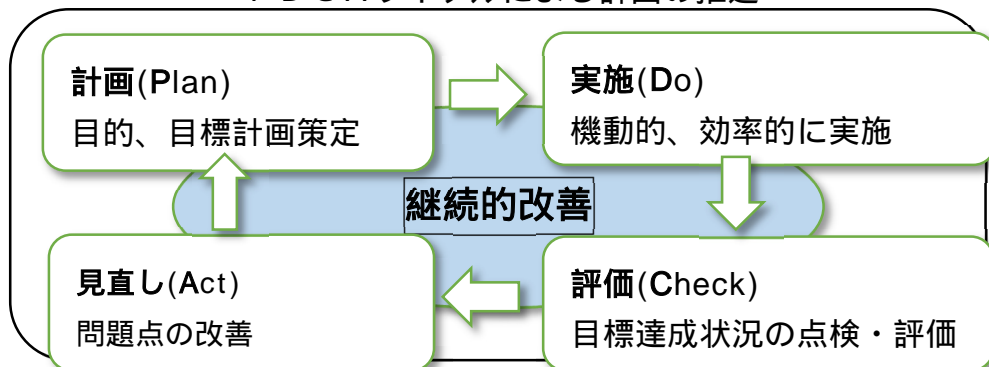 計画(Plan)
目的、目標計画策定
実施(Do)
機動的、効率的に実施
継続的改善
見直し(Act)
問題点の改善
評価(Check)
目標達成状況の点検・評価